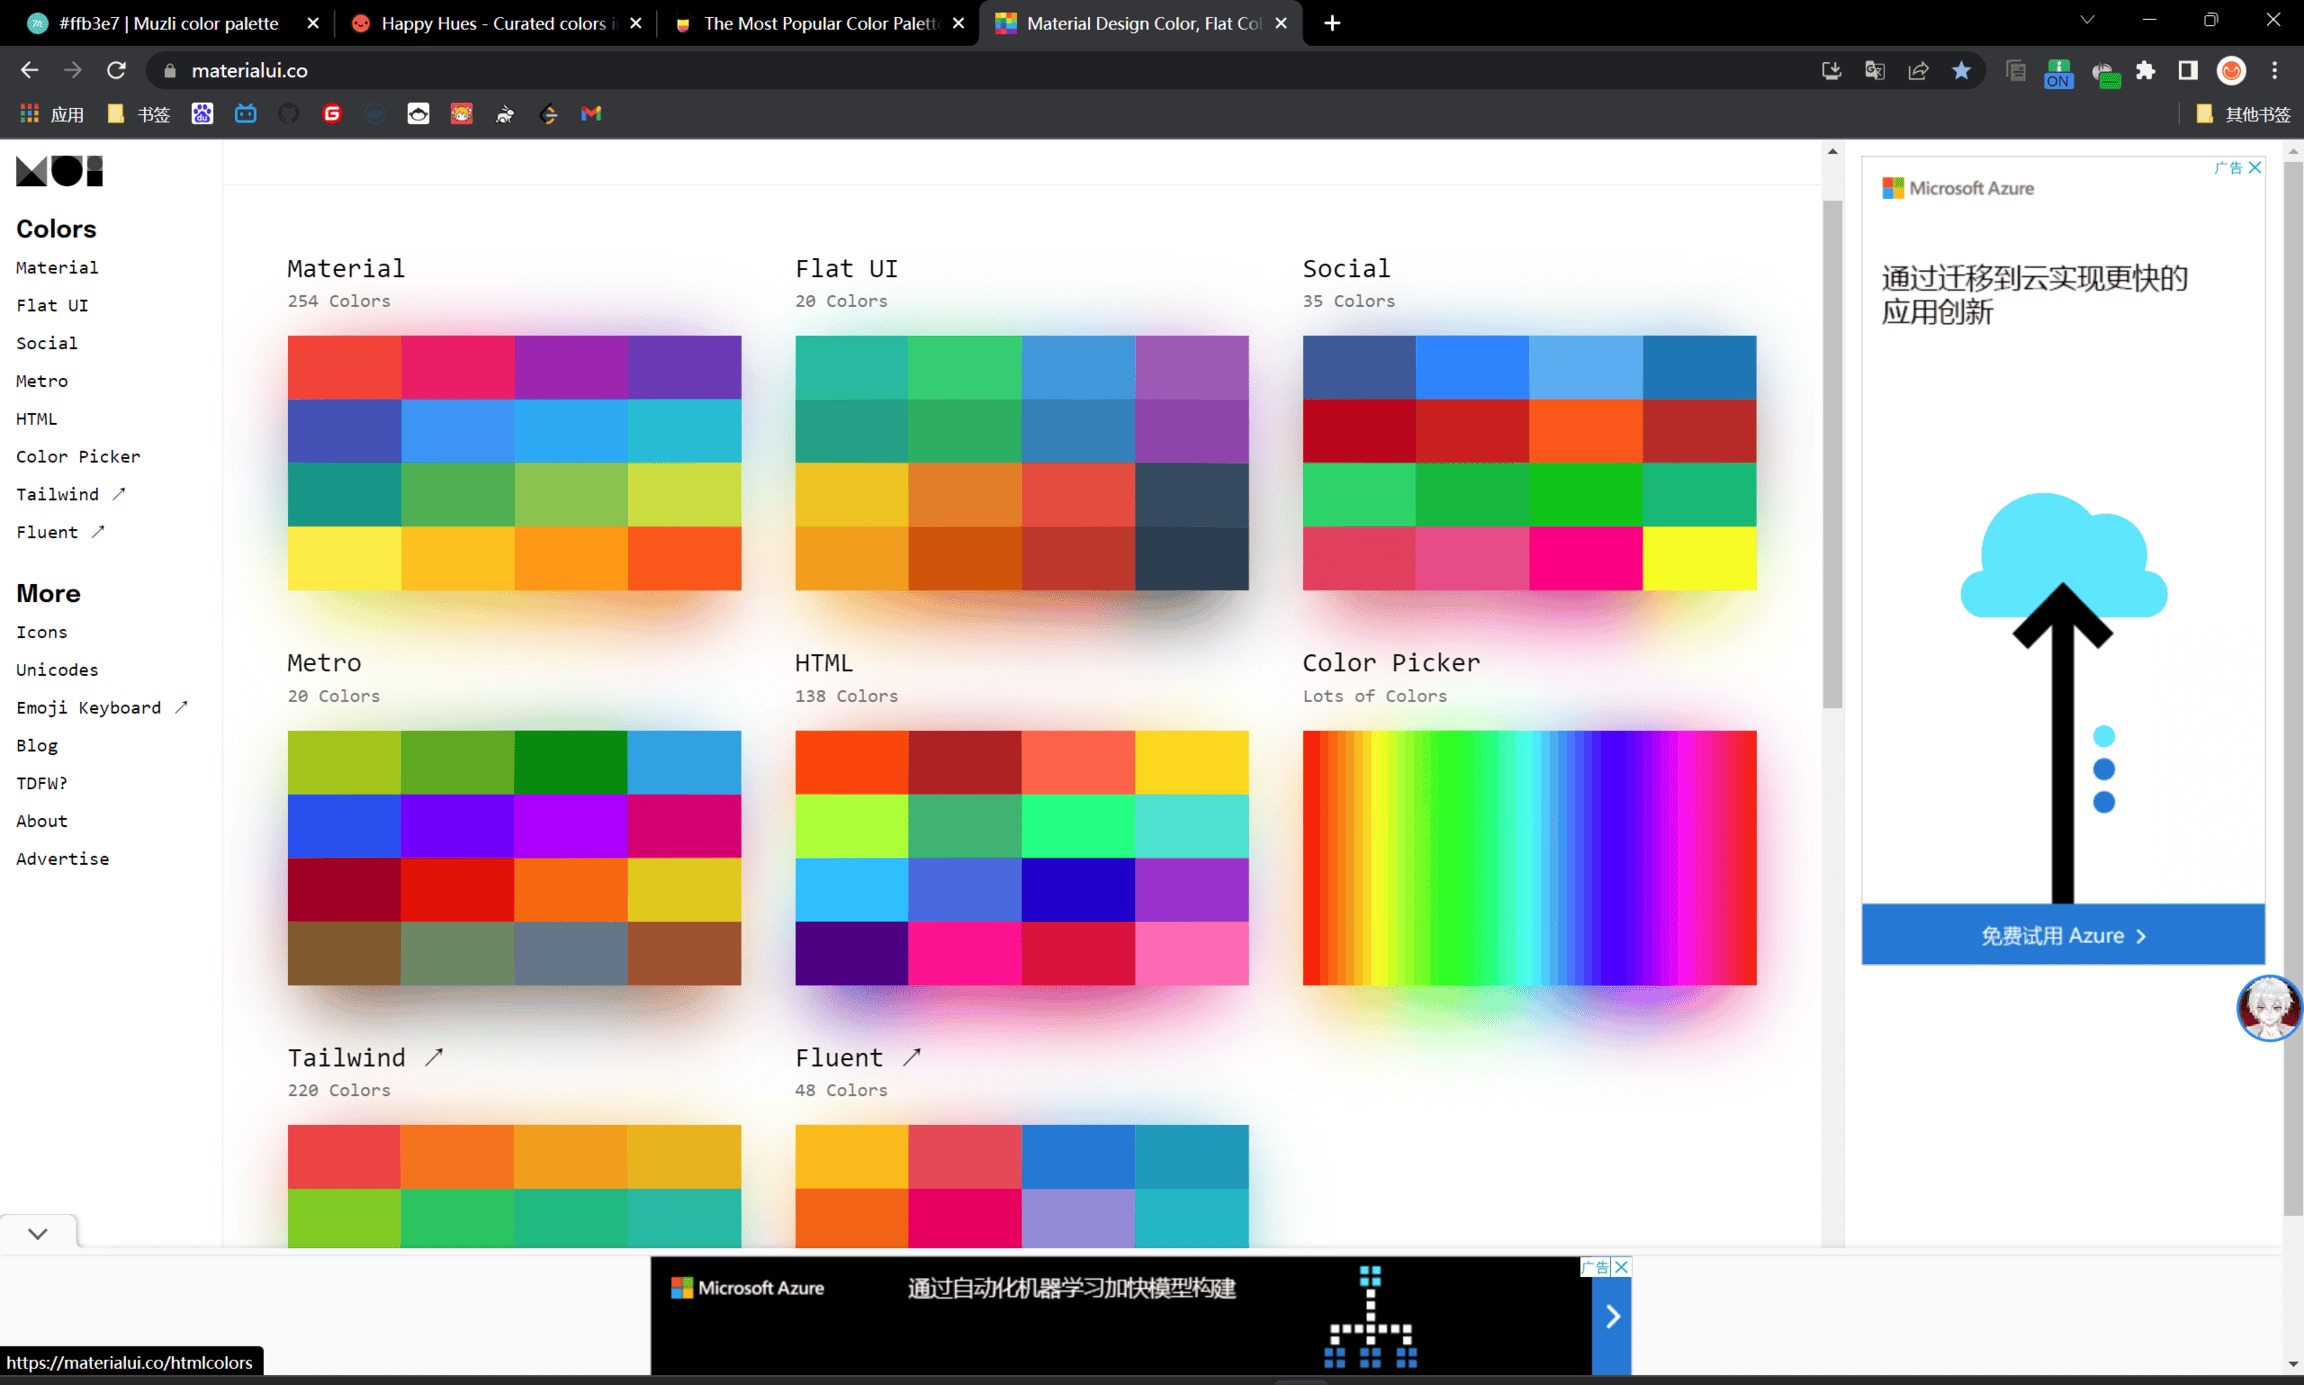 #ffb3e7 | Muzli color palette
Happy Hues - Curated colors i
The Most Popular Color Palett
Material Design Color, Flat Col
materialui.co
ON
应用
书签
其他书签
Colors
Material
Flat UI
Social
Metro
HTML
Color Picker
Tailwind ↗
Fluent ↗
More
Icons
Unicodes
Emoji Keyboard ↗
Blog
TDFW?
About
Advertise
Material
254 Colors
Flat UI
20 Colors
Social
35 Colors
Metro
20 Colors
HTML
138 Colors
Color Picker
Lots of Colors
Tailwind ↗
220 Colors
Fluent ↗
48 Colors
广告
Microsoft Azure
通过迁移到云实现更快的
应用创新
免费试用 Azure
Microsoft Azure
通过自动化机器学习加快模型构建
广告
https://materialui.co/htmlcolors